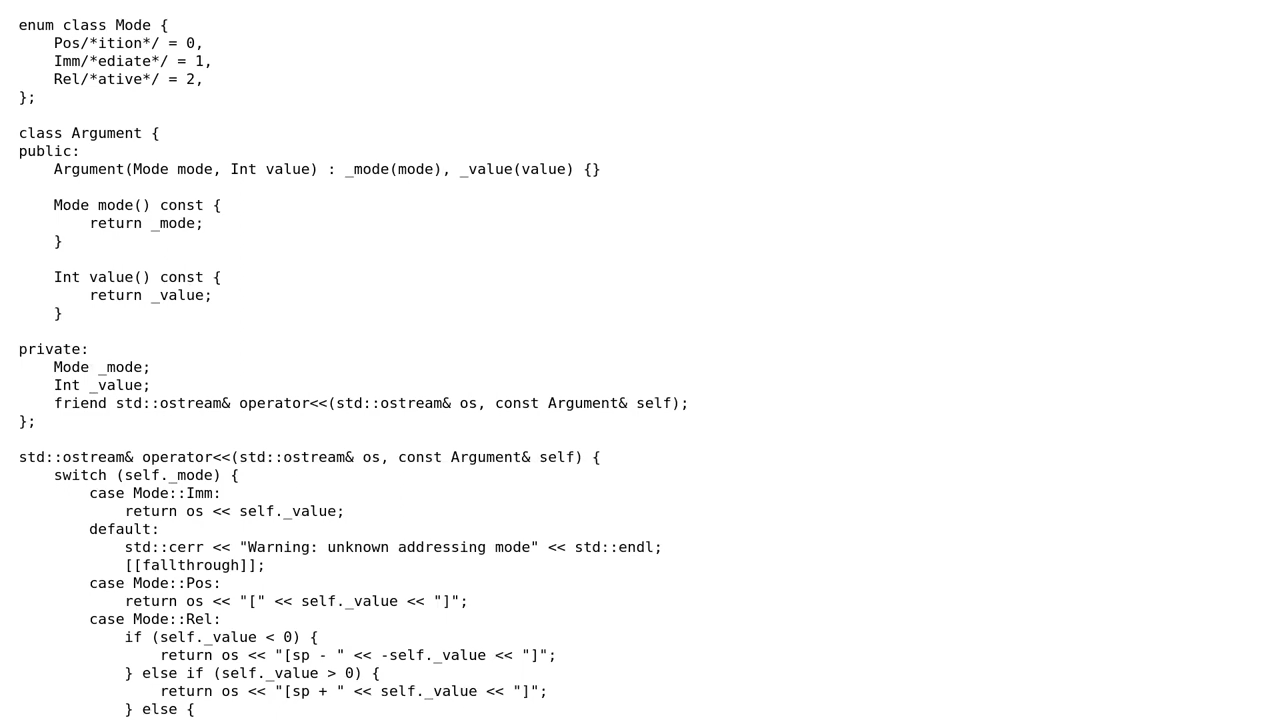 enum class Mode {
    Pos/*ition*/ = 0,
    Imm/*ediate*/ = 1,
    Rel/*ative*/ = 2,
};

class Argument {
public:
    Argument(Mode mode, Int value) : _mode(mode), _value(value) {}

    Mode mode() const {
        return _mode;
    }

    Int value() const {
        return _value;
    }

private:
    Mode _mode;
    Int _value;
    friend std::ostream& operator<<(std::ostream& os, const Argument& self);
};

std::ostream& operator<<(std::ostream& os, const Argument& self) {
    switch (self._mode) {
        case Mode::Imm:
            return os << self._value;
        default:
            std::cerr << "Warning: unknown addressing mode" << std::endl;
            [[fallthrough]];
        case Mode::Pos:
            return os << "[" << self._value << "]";
        case Mode::Rel:
            if (self._value < 0) {
                return os << "[sp - " << -self._value << "]";
            } else if (self._value > 0) {
                return os << "[sp + " << self._value << "]";
            } else {